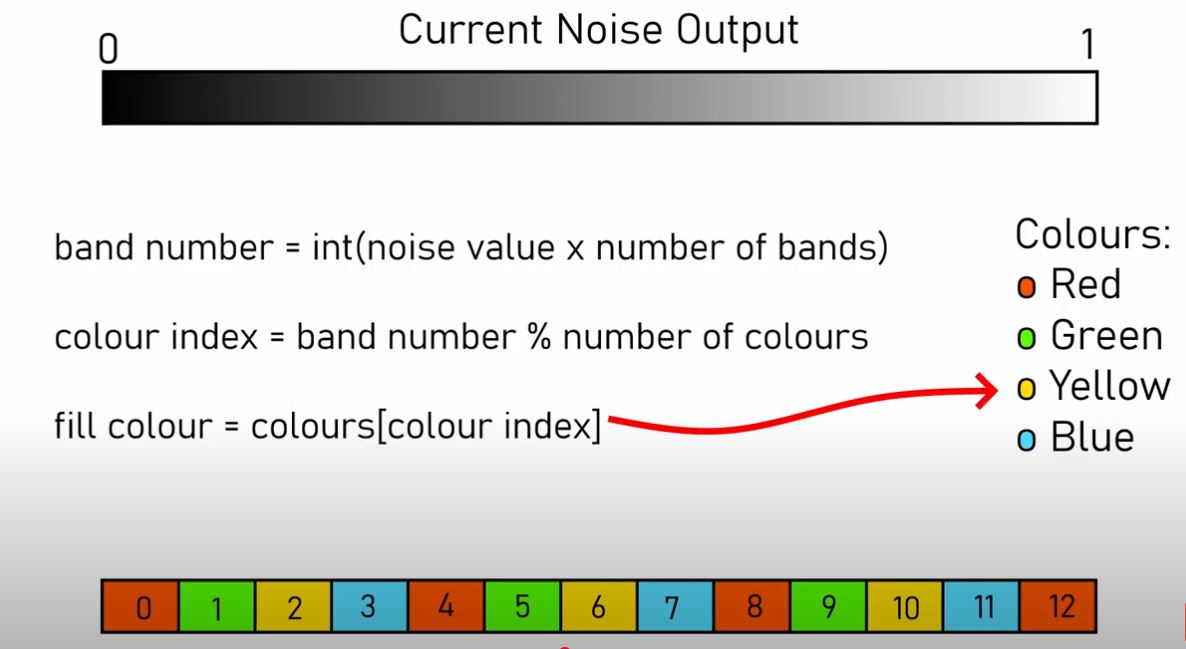 Current Noise Output
0 1
band number = int(noise value x number of bands)
colour index = band number % number of colours
fill colour = colours[colour index]
Colours:
Red
Green
Yellow
Blue
0 1 2 3 4 5 6 7 8 9 10 11 12